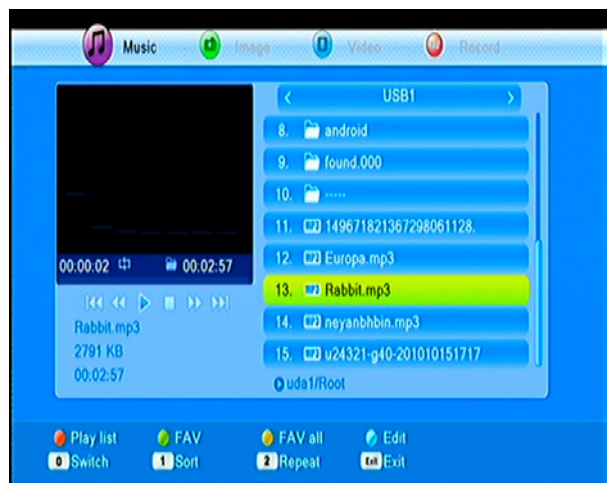 Music Image Video Record
USB1
8. android
9. found.000
10. -----
11. 149671821367298061128.
12. Europa.mp3
13. Rabbit.mp3
14. neyanbhbin.mp3
15. u24321-g40-201010151717
uda1/Root
00:00:02 00:02:57
Rabbit.mp3
2791 KB
00:02:57
Play list FAV FAV all Edit
0 Switch 1 Sort 2 Repeat Exit Exit